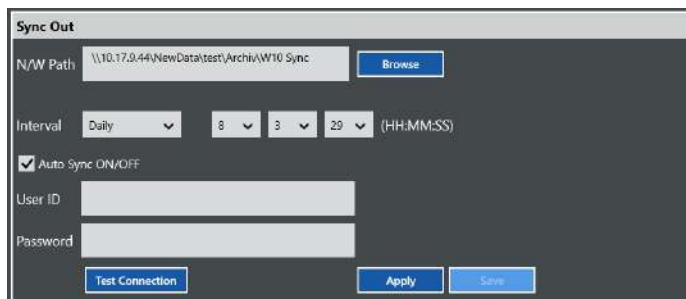 Sync Out
N/W Path \\10.17.9.44\NewData\test\Archiv\W10 Sync Browse
Interval Daily 8 3 29 (HH:MM:SS)
Auto Sync ON/OFF
User ID
Password
Test Connection Apply Save